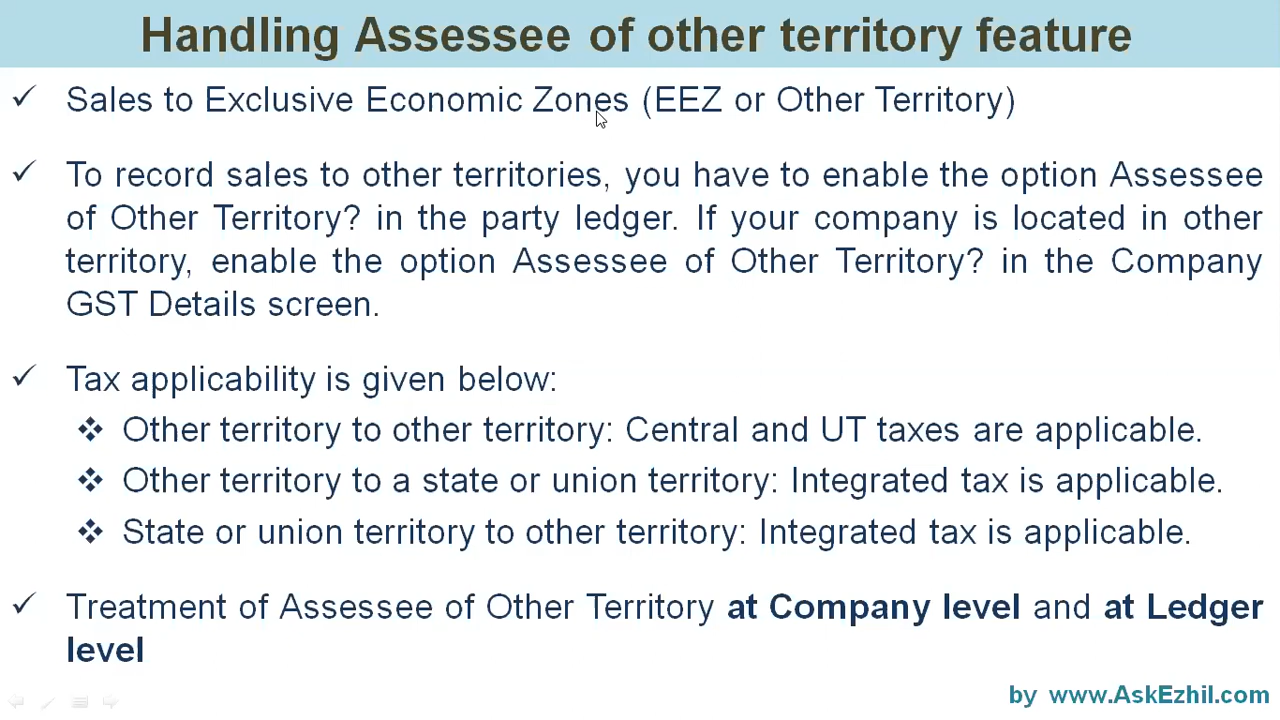 Handling Assessee of other territory feature
Sales to Exclusive Economic Zones (EEZ or Other Territory)
To record sales to other territories, you have to enable the option Assessee
of Other Territory? in the party ledger. If your company is located in other
territory, enable the option Assessee of Other Territory? in the Company
GST Details screen.
Tax applicability is given below:
Other territory to other territory: Central and UT taxes are applicable.
Other territory to a state or union territory: Integrated tax is applicable.
State or union territory to other territory: Integrated tax is applicable.
Treatment of Assessee of Other Territory at Company level and at Ledger
level
by www.AskEzhil.com